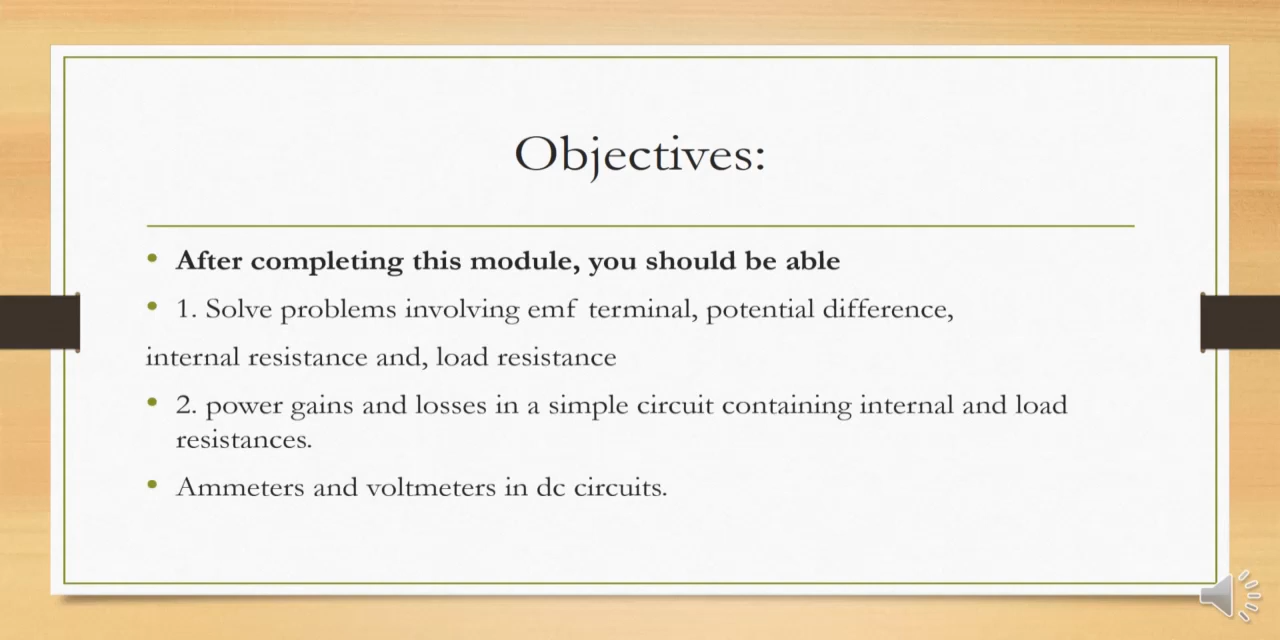 Objectives:
• After completing this module, you should be able
• 1. Solve problems involving emf terminal, potential difference,
internal resistance and, load resistance
• 2. power gains and losses in a simple circuit containing internal and load
resistances.
• Ammeters and voltmeters in dc circuits.